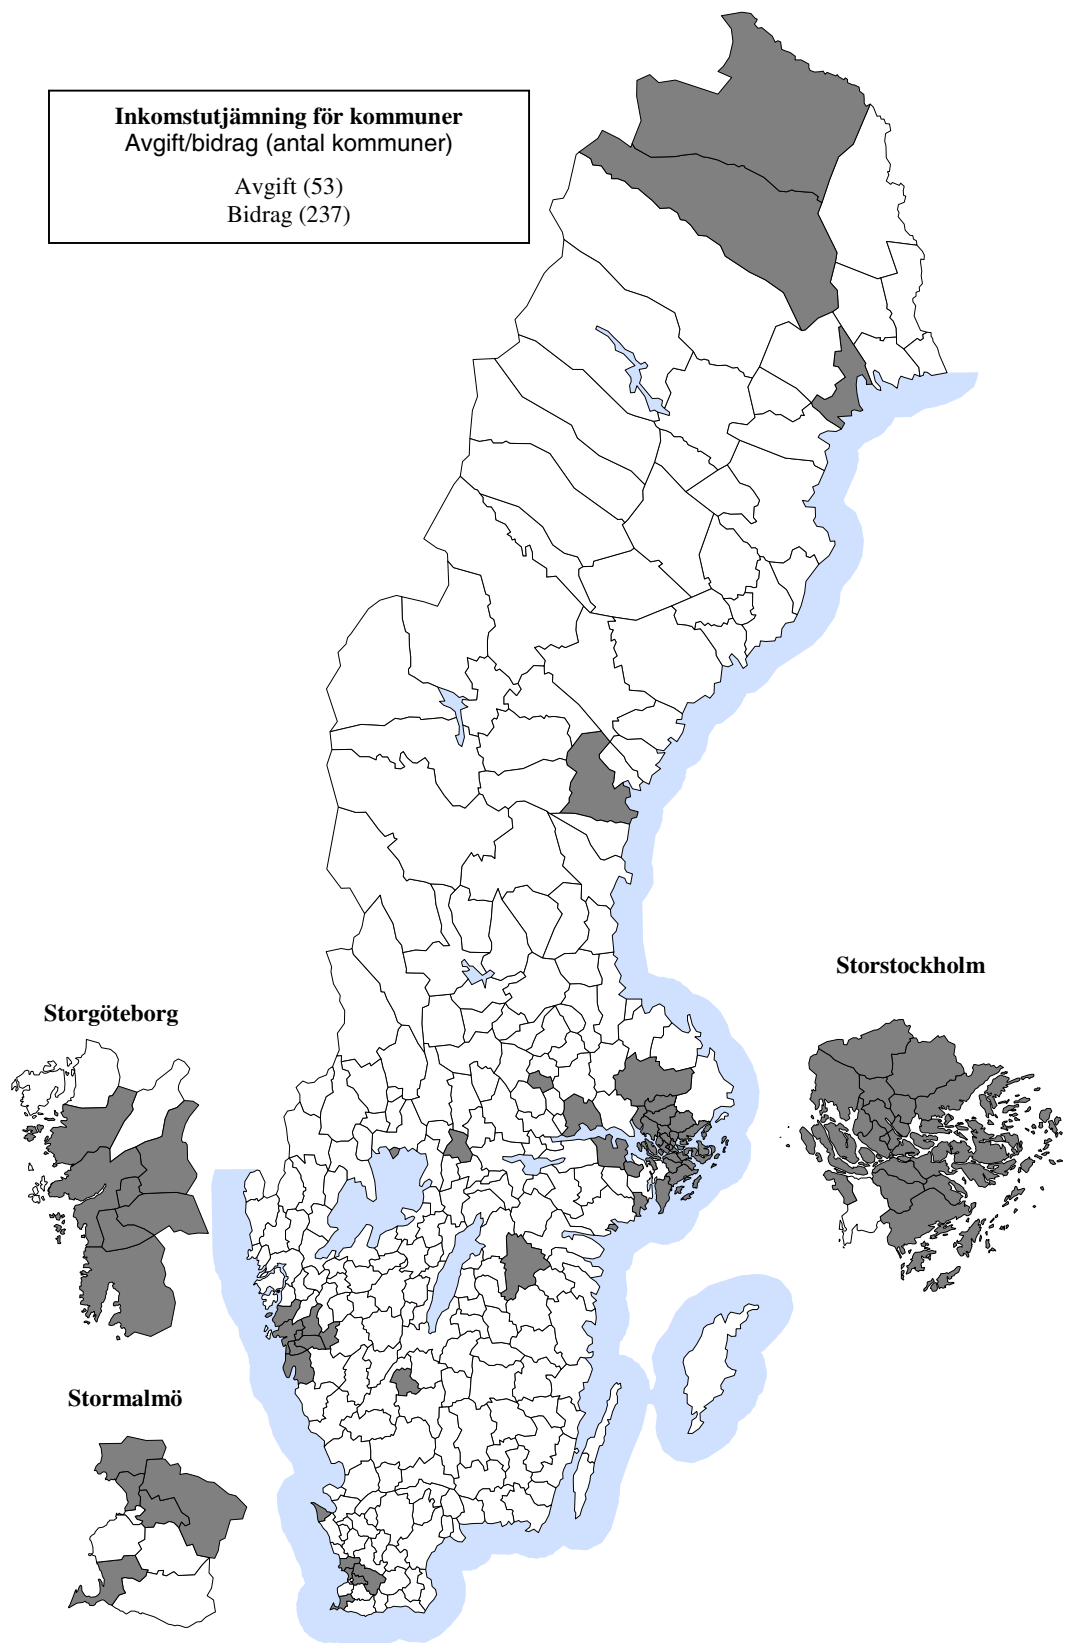 Inkomstutjämning för kommuner
Avgift/bidrag (antal kommuner)
Avgift (53)
Bidrag (237)
Storstockholm
Storgöteborg
Stormalmö